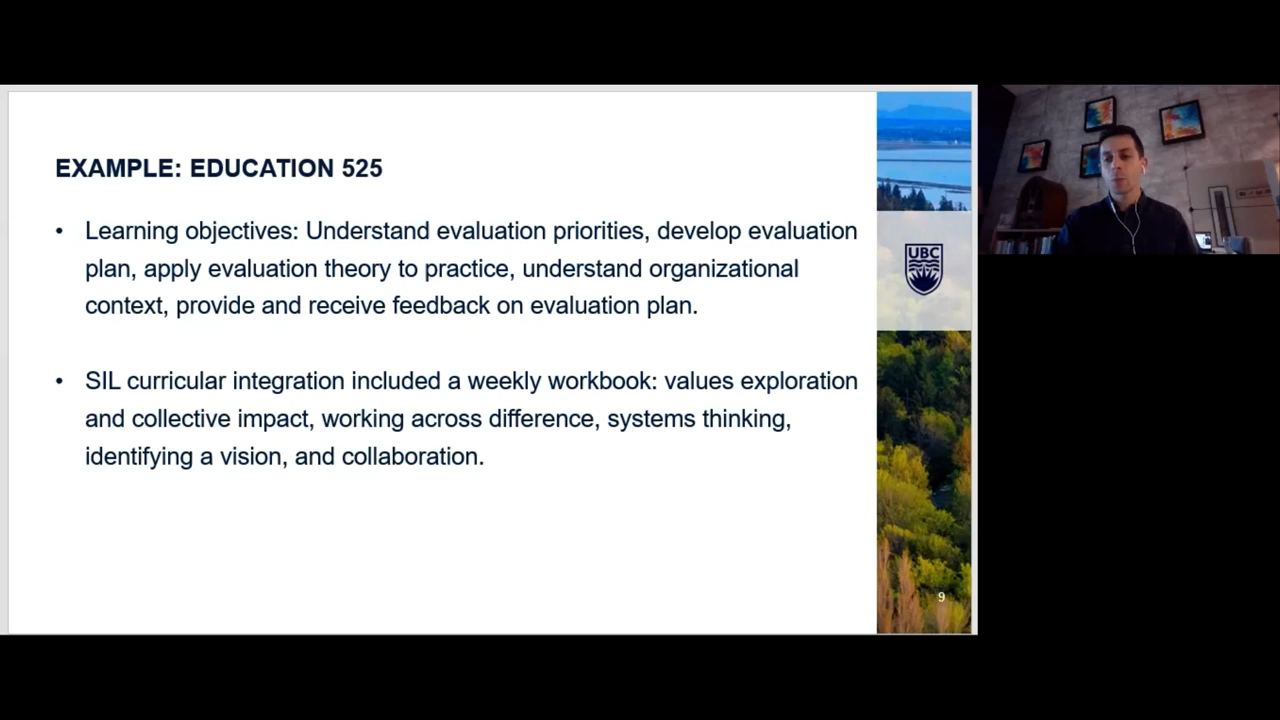 EXAMPLE: EDUCATION 525
• Learning objectives: Understand evaluation priorities, develop evaluation
plan, apply evaluation theory to practice, understand organizational
context, provide and receive feedback on evaluation plan.
• SIL curricular integration included a weekly workbook: values exploration
and collective impact, working across difference, systems thinking,
identifying a vision, and collaboration.
UBC
9